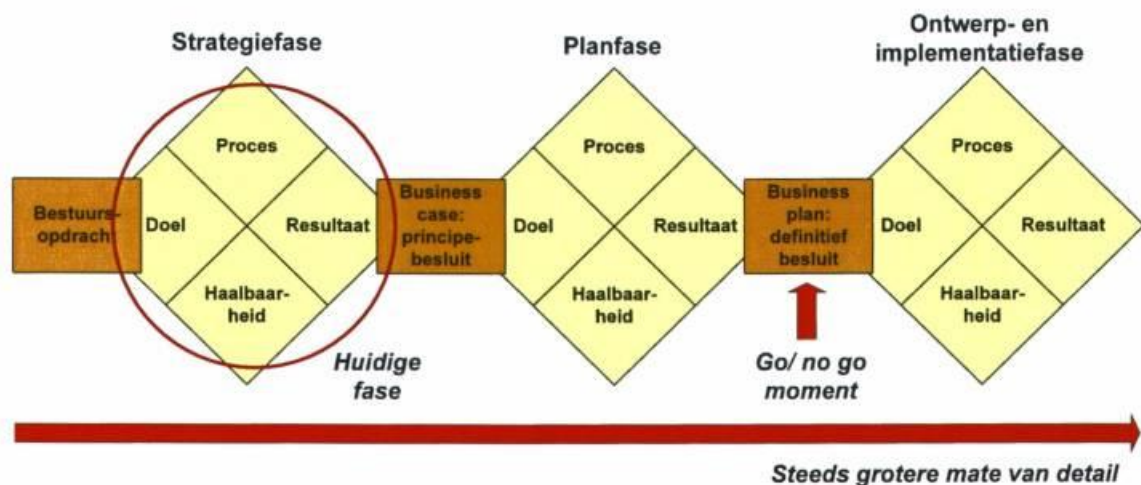 Strategiefase
Planfase
Ontwerp- en
implementatiefase
Bestuurs-
opdracht
Doel
Proces
Resultaat
Haalbaar-
heid
Business
case:
principe-
besluit
Doel
Proces
Resultaat
Haalbaar-
heid
Business
plan:
definitief
besluit
Doel
Proces
Resultaat
Haalbaar-
heid
Huidige
fase
Go/ no go
moment
Steeds grotere mate van detail